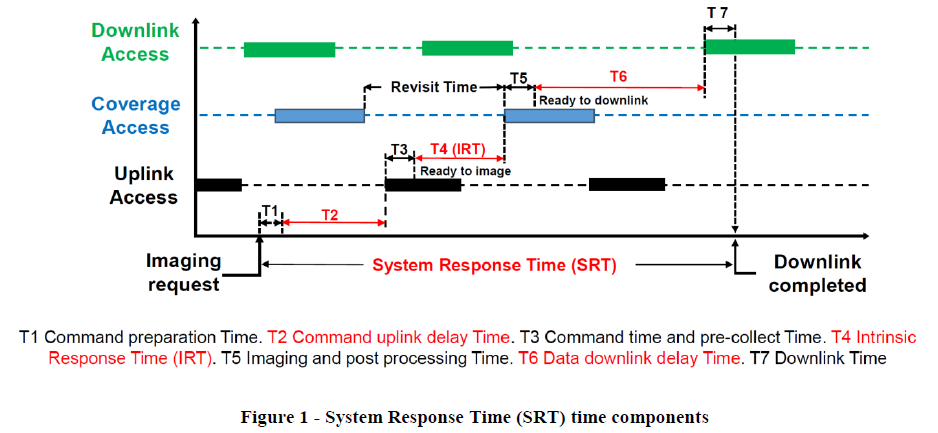 T 7
Downlink
Access
T5
T6
Revisit Time
Ready to downlink
Coverage
Access
T3
T4 (IRT)
Ready to image
Uplink
Access
T1
T2
Imaging
request
System Response Time (SRT)
Downlink
completed
T1 Command preparation Time. T2 Command uplink delay Time. T3 Command time and pre-collect Time. T4 Intrinsic
Response Time (IRT). T5 Imaging and post processing Time. T6 Data downlink delay Time. T7 Downlink Time
Figure 1 - System Response Time (SRT) time components